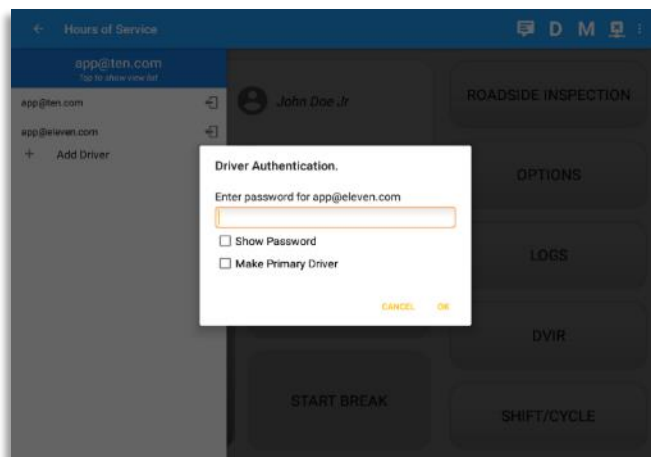 Hours of Service
D M
app@ten.com
Tap to show view list
app@ten.com
app@eleven.com
+ Add Driver
John Doe Jr
ROADSIDE INSPECTION
OPTIONS
LOGS
DVIR
SHIFT/CYCLE
START BREAK
Driver Authentication.
Enter password for app@eleven.com
Show Password
Make Primary Driver
CANCEL OK